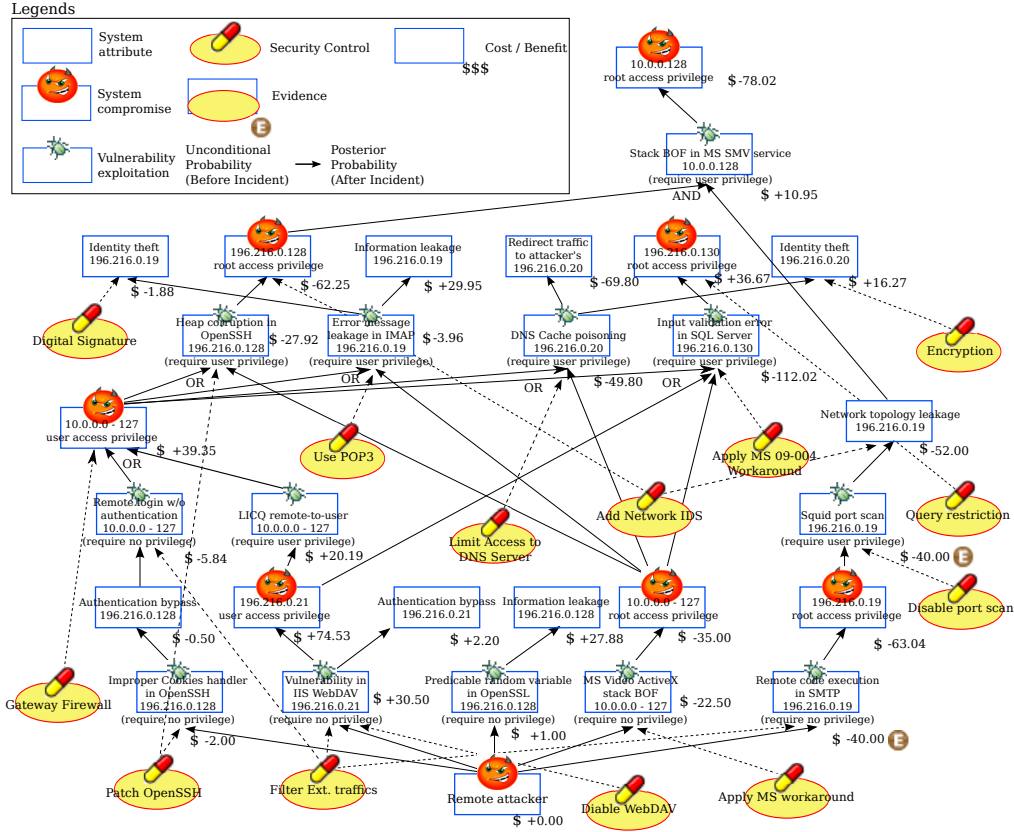 Legends
System
attribute
Security Control
Cost / Benefit
$$$
System
compromise
Evidence
E
Vulnerability
exploitation
Unconditional
Probability
(Before Incident)
Posterior
Probability
(After Incident)
10.0.0.128
root access privilege
$-78.02
Stack BOF in MS SMV service
10.0.0.128
(require user privilege)
AND
$ +10.95
Identity theft
196.216.0.19
$ -1.88
196.216.0.128
root access privilege
$ -62.25
Information leakage
196.216.0.19
$ +29.95
Redirect traffic
to attacker's
196.216.0.20
$-69.80
196.216.0.130
root access privilege
$+36.67
Identity theft
196.216.0.20
$ +16.27
Digital Signature
Heap corruption in
OpenSSH
196.216.0.128
(require user privilege)
OR
$-27.92
Error message
leakage in IMAP
196.216.0.19
(require user privilege)
OR
$-3.96
DNS Cache poisoning
196.216.0.20
(require user privilege)
OR
$ -49.80
Input validation error
in SQL Server
196.216.0.130
(require user privilege)
OR
$-112.02
Encryption
10.0.0.0 - 127
user access privilege
$ +39.35
OR
Use POP3
Apply MS 09-004
Workaround
Network topology leakage
196.216.0.19
$-52.00
Remote login w/o
authentication
10.0.0.0 - 127
(require no privilege)
$-5.84
LICQ remote-to-user
10.0.0.0 - 127
(require user privilege)
$ +20.19
Limit Access to
DNS Server
Add Network IDS
Squid port scan
196.216.0.19
(require user privilege)
$ -40.00 E
Query restriction
Authentication bypass
196.216.0.128
$-0.50
196.216.0.21
user access privilege
$+74.53
Authentication bypass
196.216.0.21
$ +2.20
Information leakage
196.216.0.128
$ +27.88
10.0.0.0 - 127
root access privilege
$ -35.00
196.216.0.19
root access privilege
$ -63.04
Disable port scan
Gateway Firewall
Improper Cookies handler
in OpenSSH
196.216.0.128
(require no privilege)
$ -2.00
Vulnerability in
IIS WebDAV
196.216.0.21
(require no privilege)
$ +30.50
Predicable random variable
in OpenSSL
196.216.0.128
(require no privilege)
$ +1.00
MS Video ActiveX
stack BOF
10.0.0.0 - 127
(require no privilege)
$ -22.50
Remote code execution
in SMTP
196.216.0.19
(require no privilege)
$ -40.00 E
Patch OpenSSH
Filter Ext. traffics
Remote attacker
$ +0.00
Diable WebDAV
Apply MS workaround